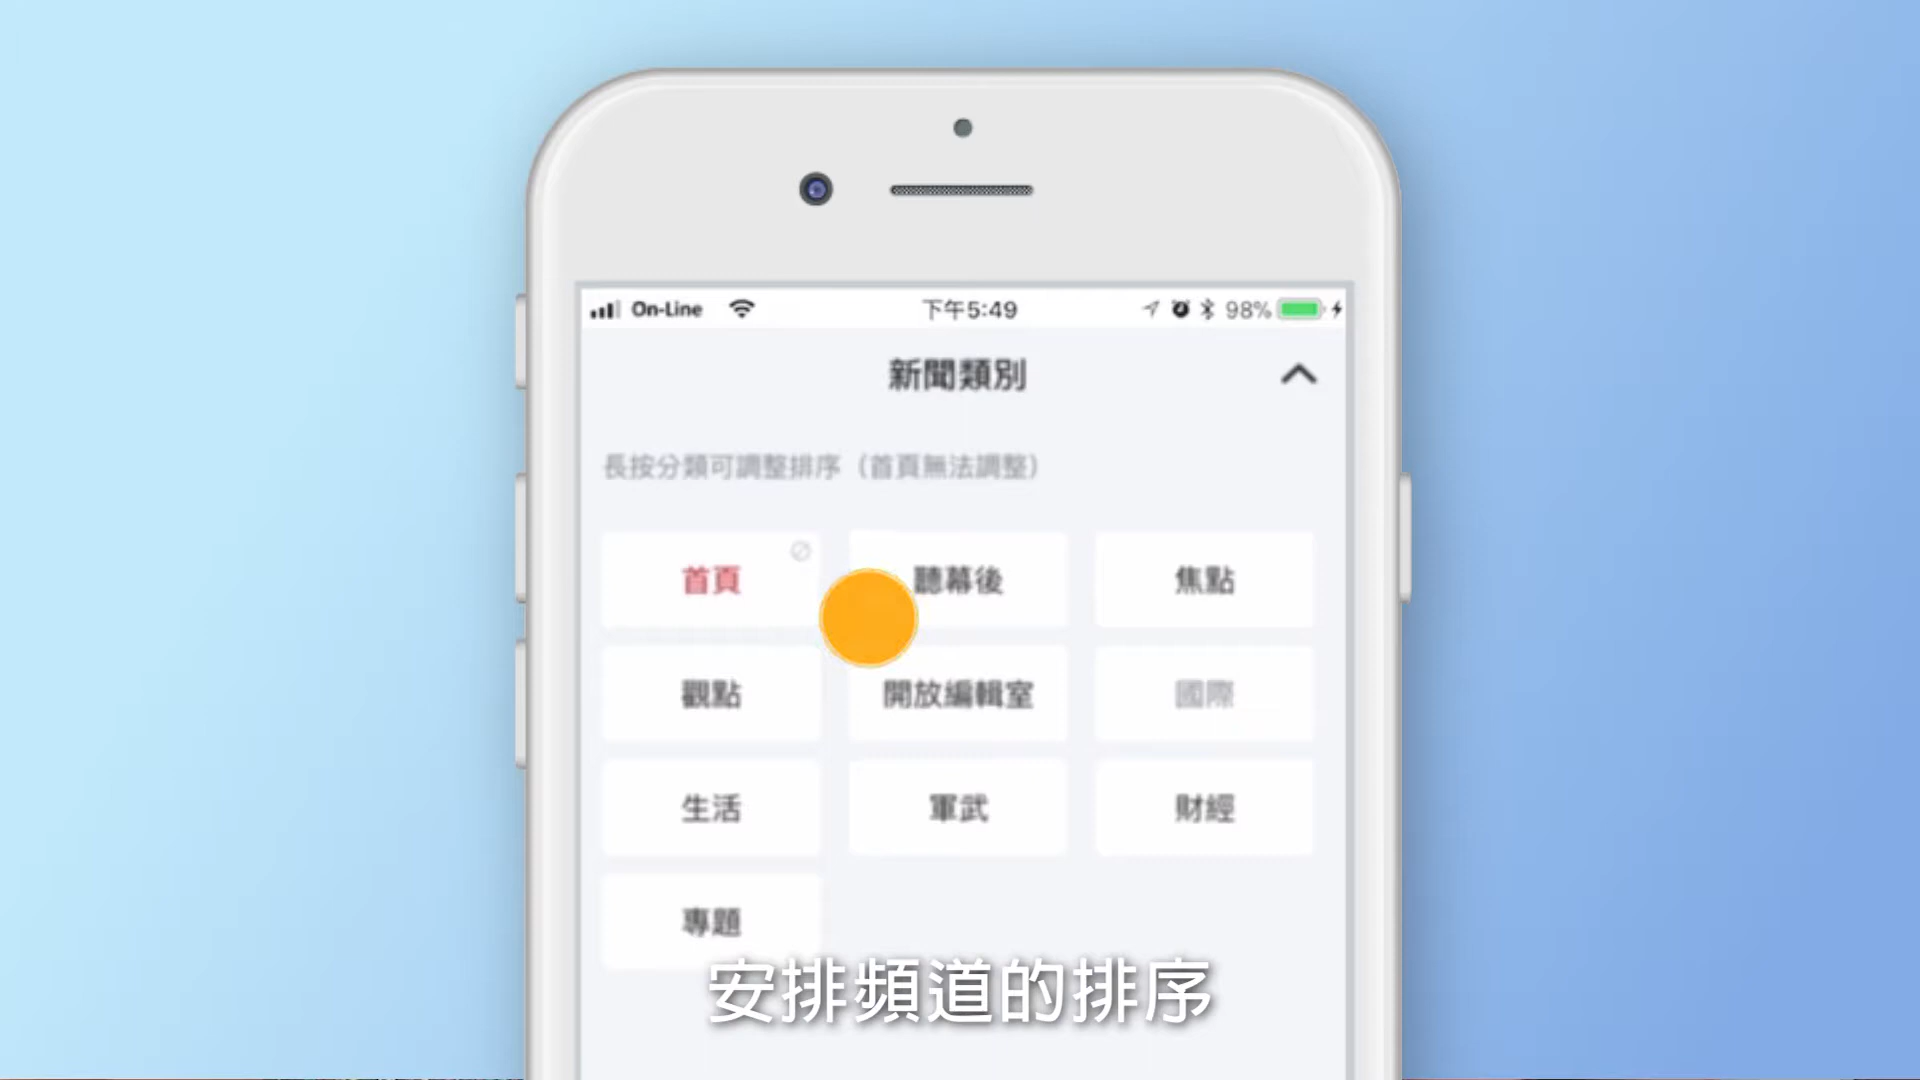 On-Line 下午5:49 98%
新聞類別
長按分類可調整排序（首頁無法調整）
首頁 聽幕後 焦點
觀點 開放編輯室 國際
生活 軍武 財經
專題
安排頻道的排序